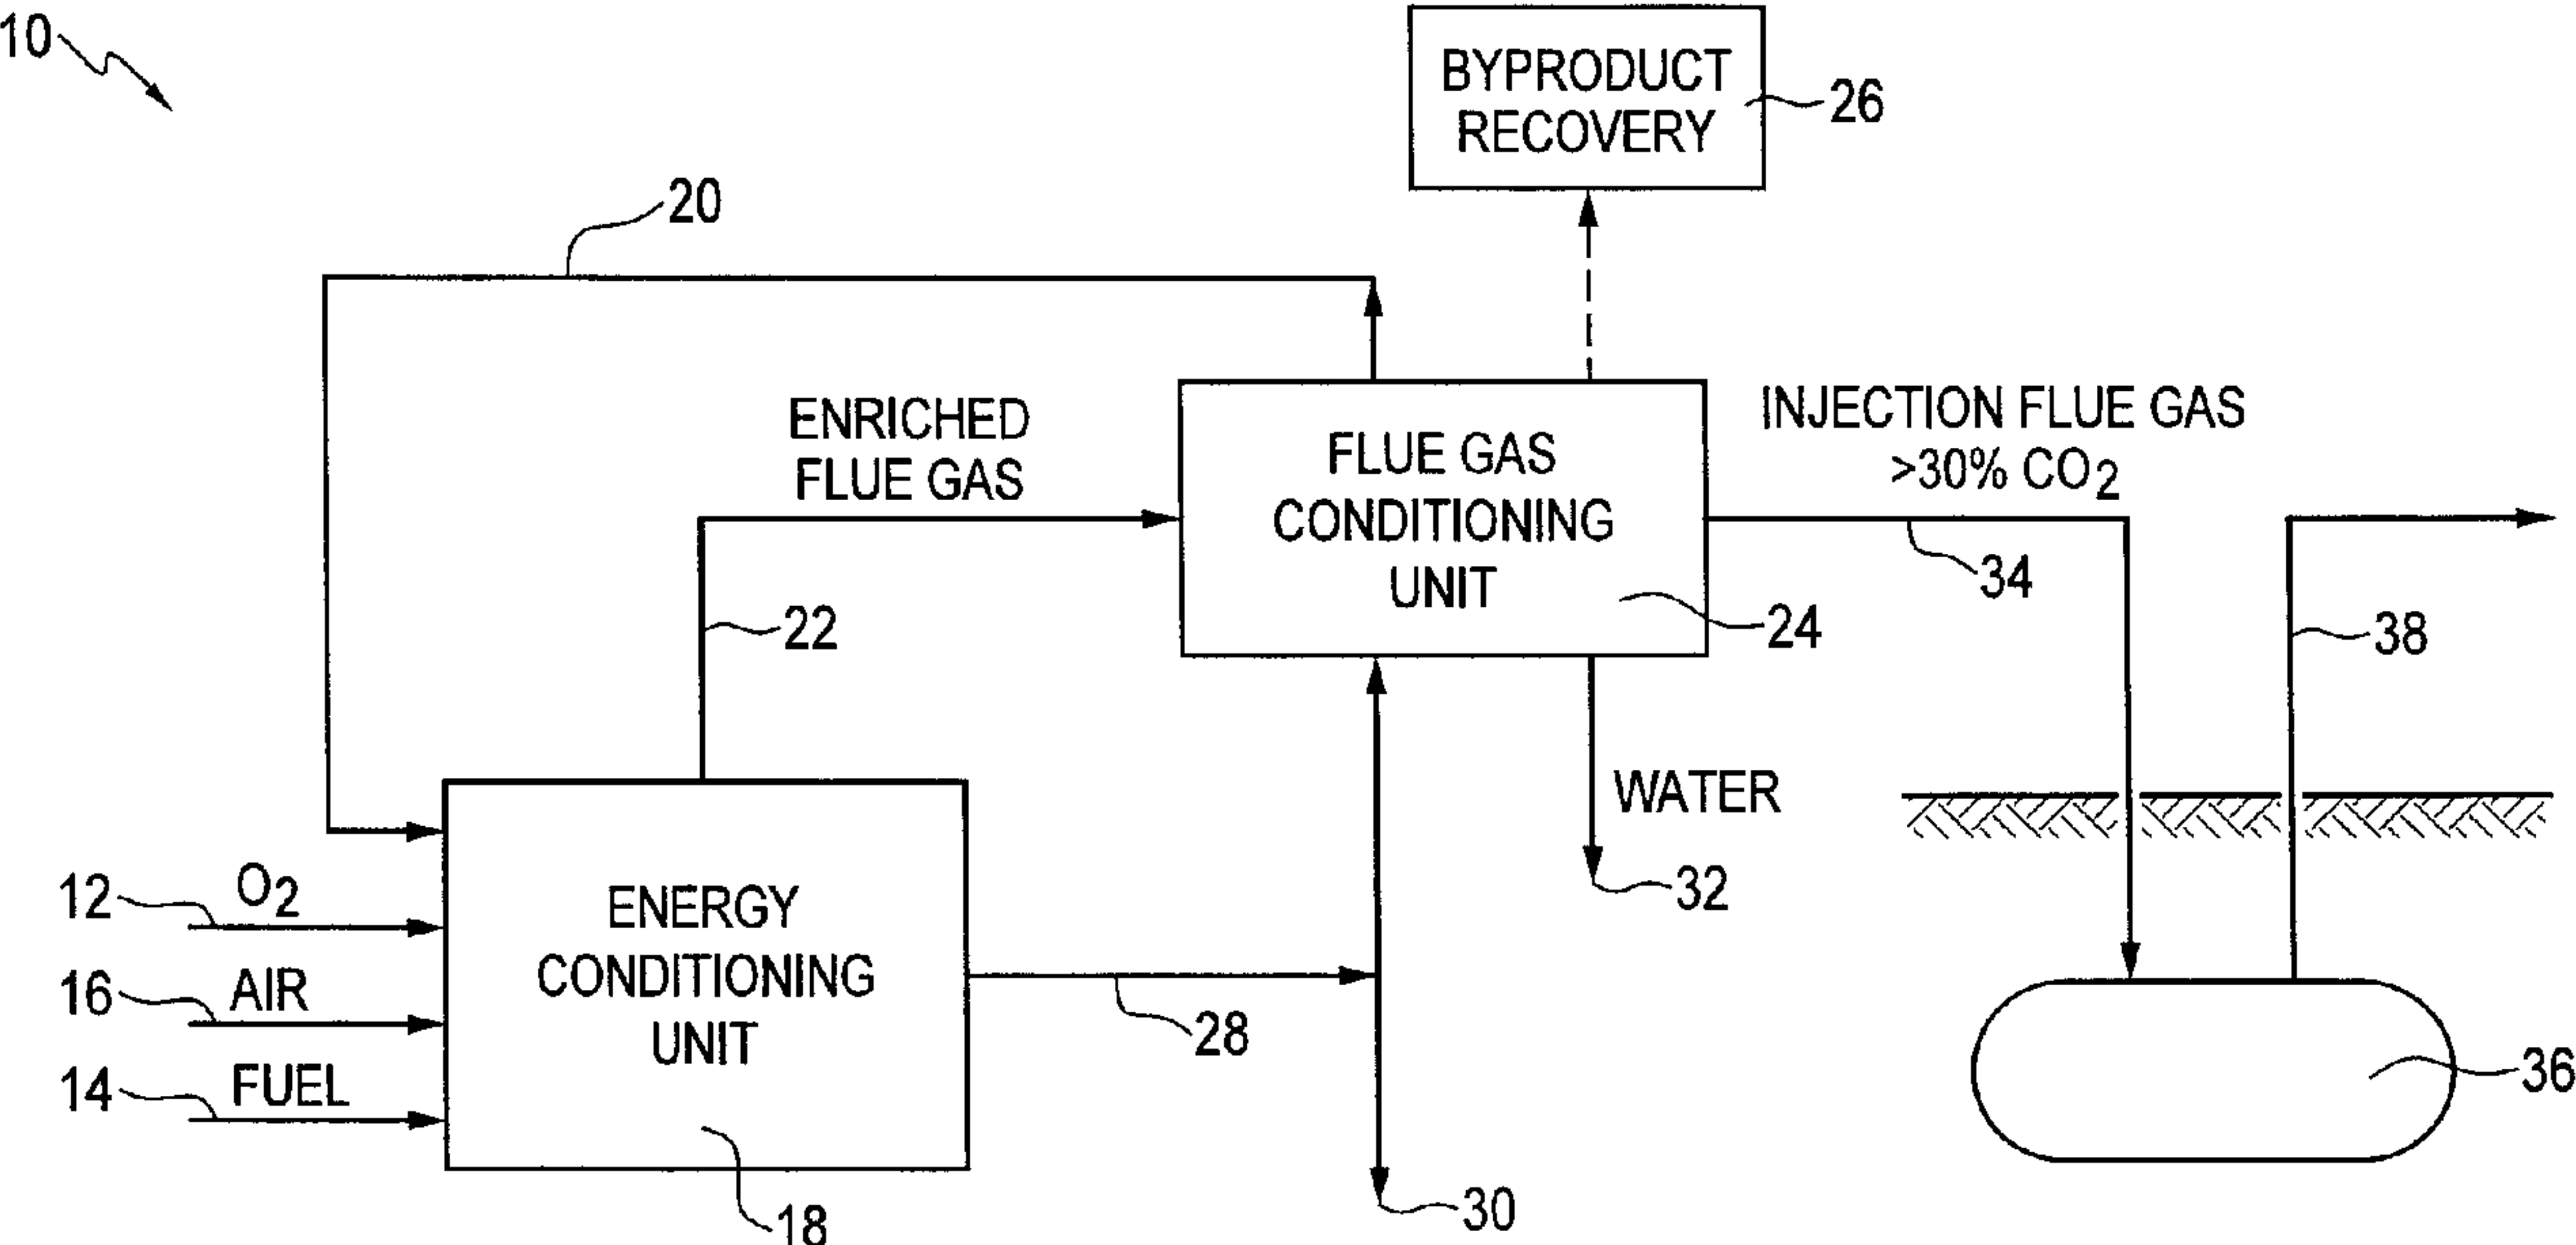 10
BYPRODUCT
RECOVERY
26
20
ENRICHED
FLUE GAS
22
FLUE GAS
CONDITIONING
UNIT
24
INJECTION FLUE GAS
>30% CO2
34
38
WATER
32
12
O2
16
AIR
14
FUEL
ENERGY
CONDITIONING
UNIT
18
28
30
36